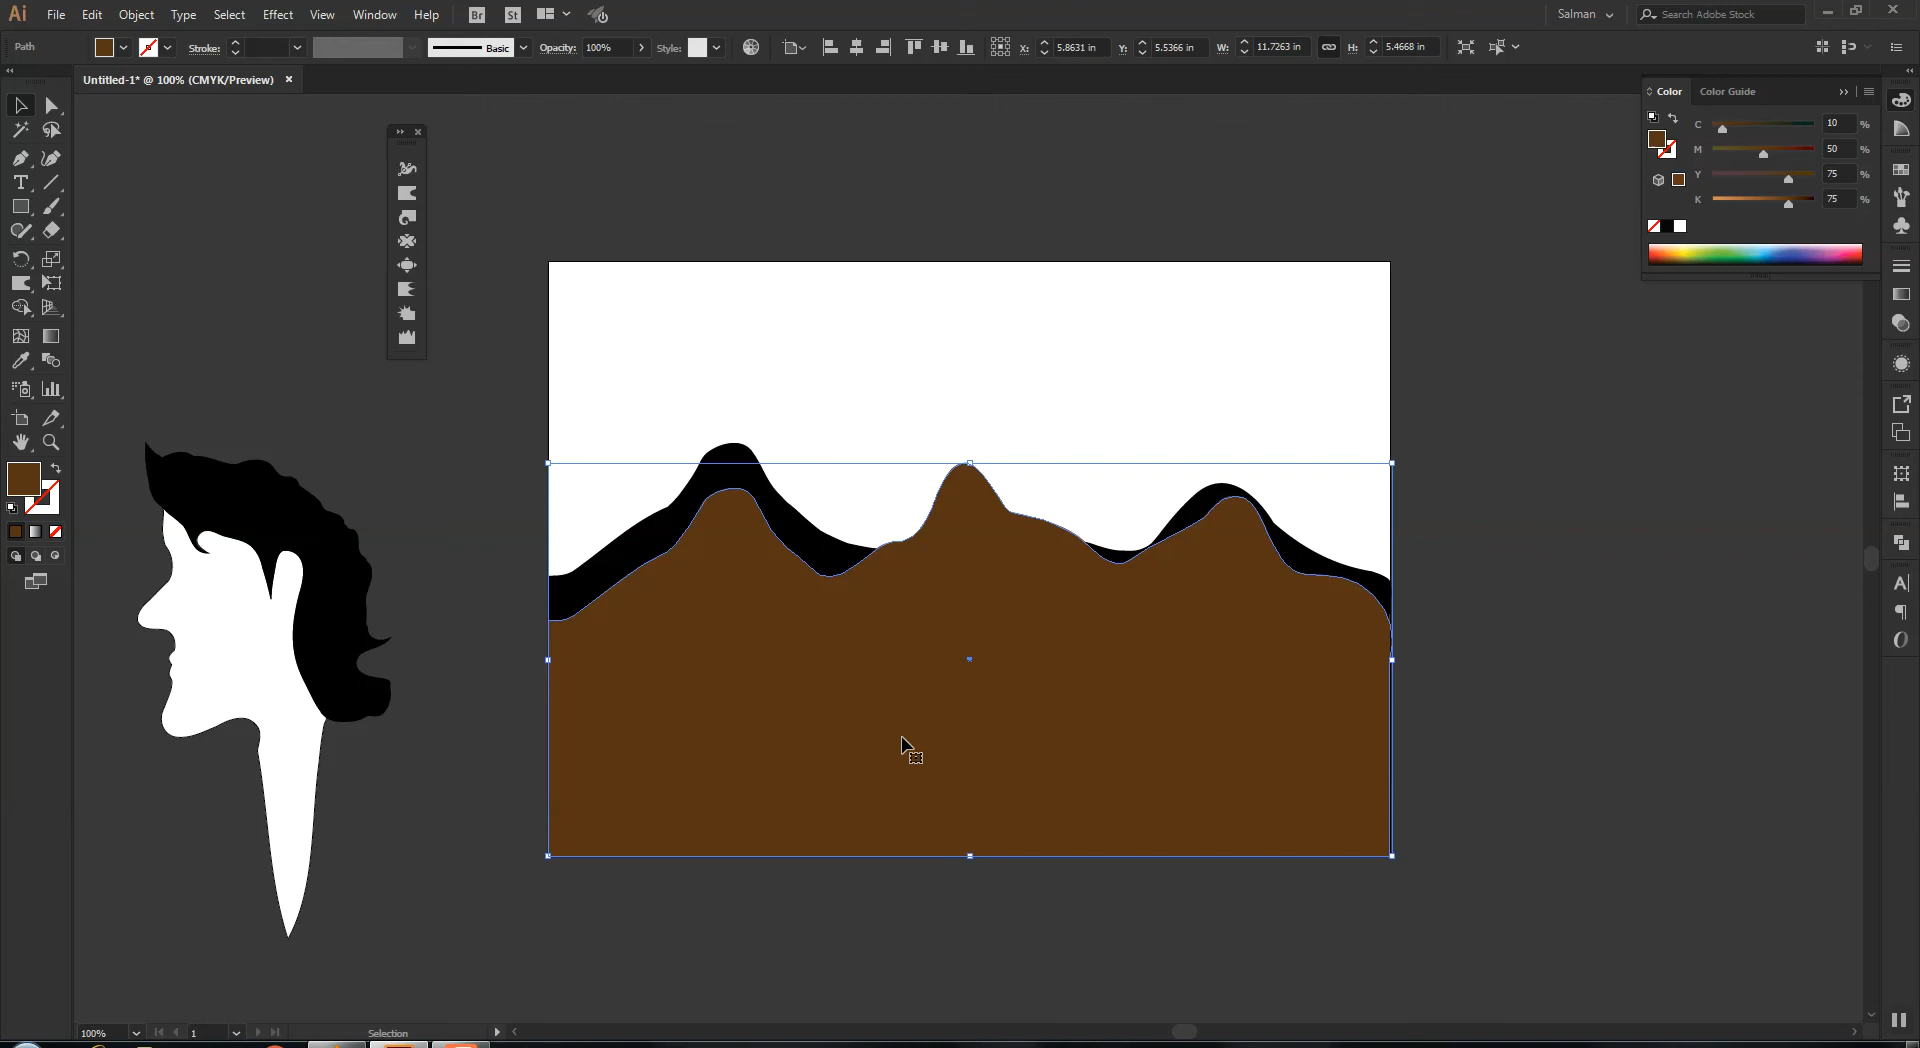 Ai File Edit Object Type Select Effect View Window Help Br St Salman Search Adobe Stock
Path Stroke: Basic Opacity: 100% Style: X: 5.8631 in Y: 5.5366 in W: 11.7263 in H: 5.4668 in
Untitled-1* @ 100% (CMYK/Preview)
Color Color Guide
C 10 %
M 50 %
Y 75 %
K 75 %
100% 1 Selection